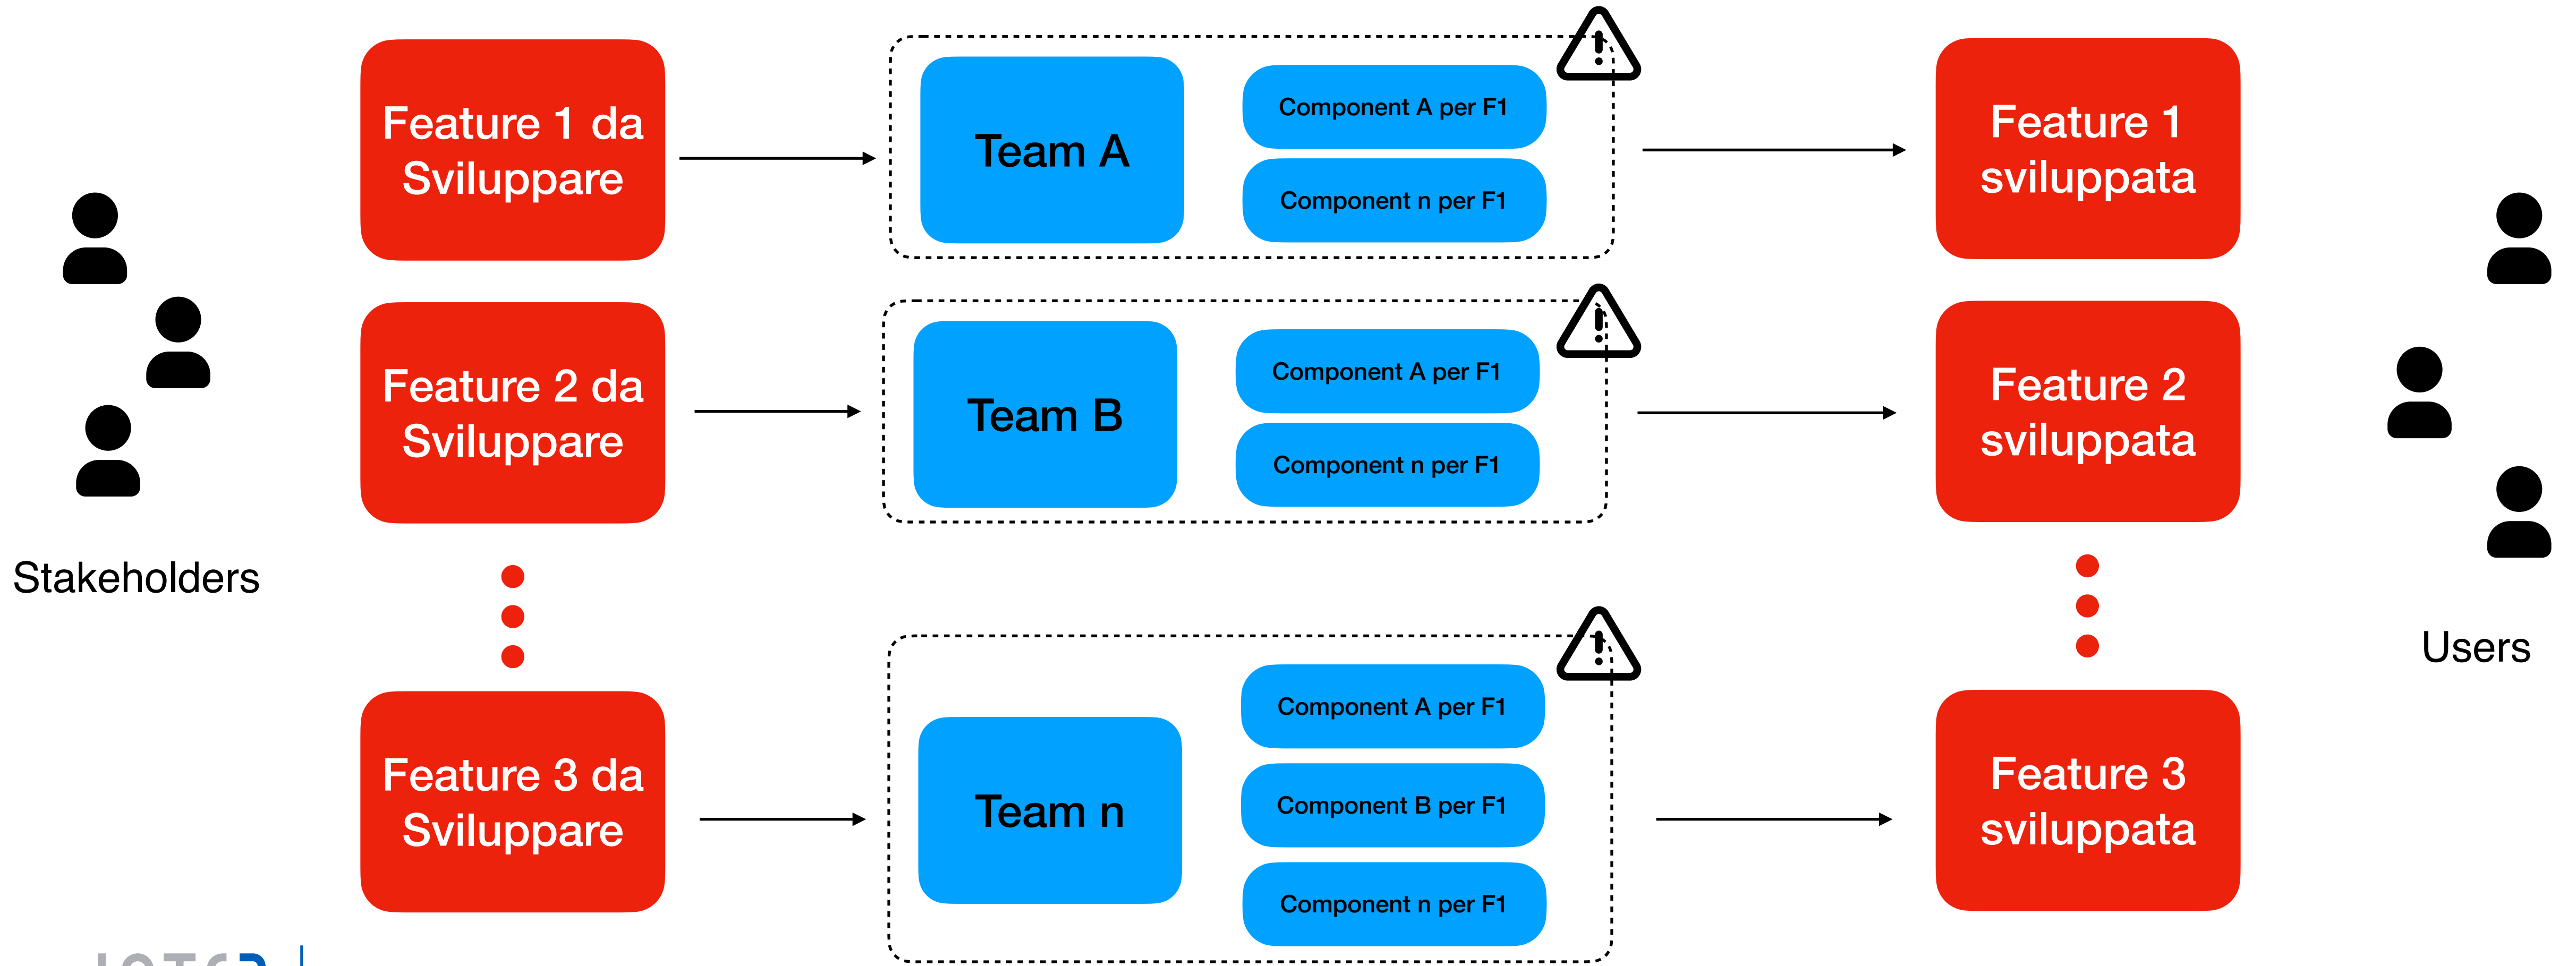 Stakeholders
Feature 1 da
Sviluppare
Team A
Component A per F1
Component n per F1
Feature 1
sviluppata
Feature 2 da
Sviluppare
Team B
Component A per F1
Component n per F1
Feature 2
sviluppata
Feature 3 da
Sviluppare
Team n
Component A per F1
Component B per F1
Component n per F1
Feature 3
sviluppata
Users